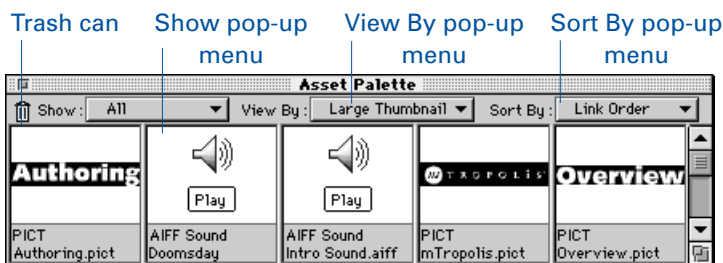 Trash can Show pop-up menu View By pop-up menu Sort By pop-up menu
Asset Palette
Show: All View By: Large Thumbnail Sort By: Link Order
Authoring Play Play mTROPOLIS Overview
PICT AIFF Sound AIFF Sound PICT PICT
Authoring.pict Doomsday Intro Sound.aiff mTropolis.pict Overview.pict